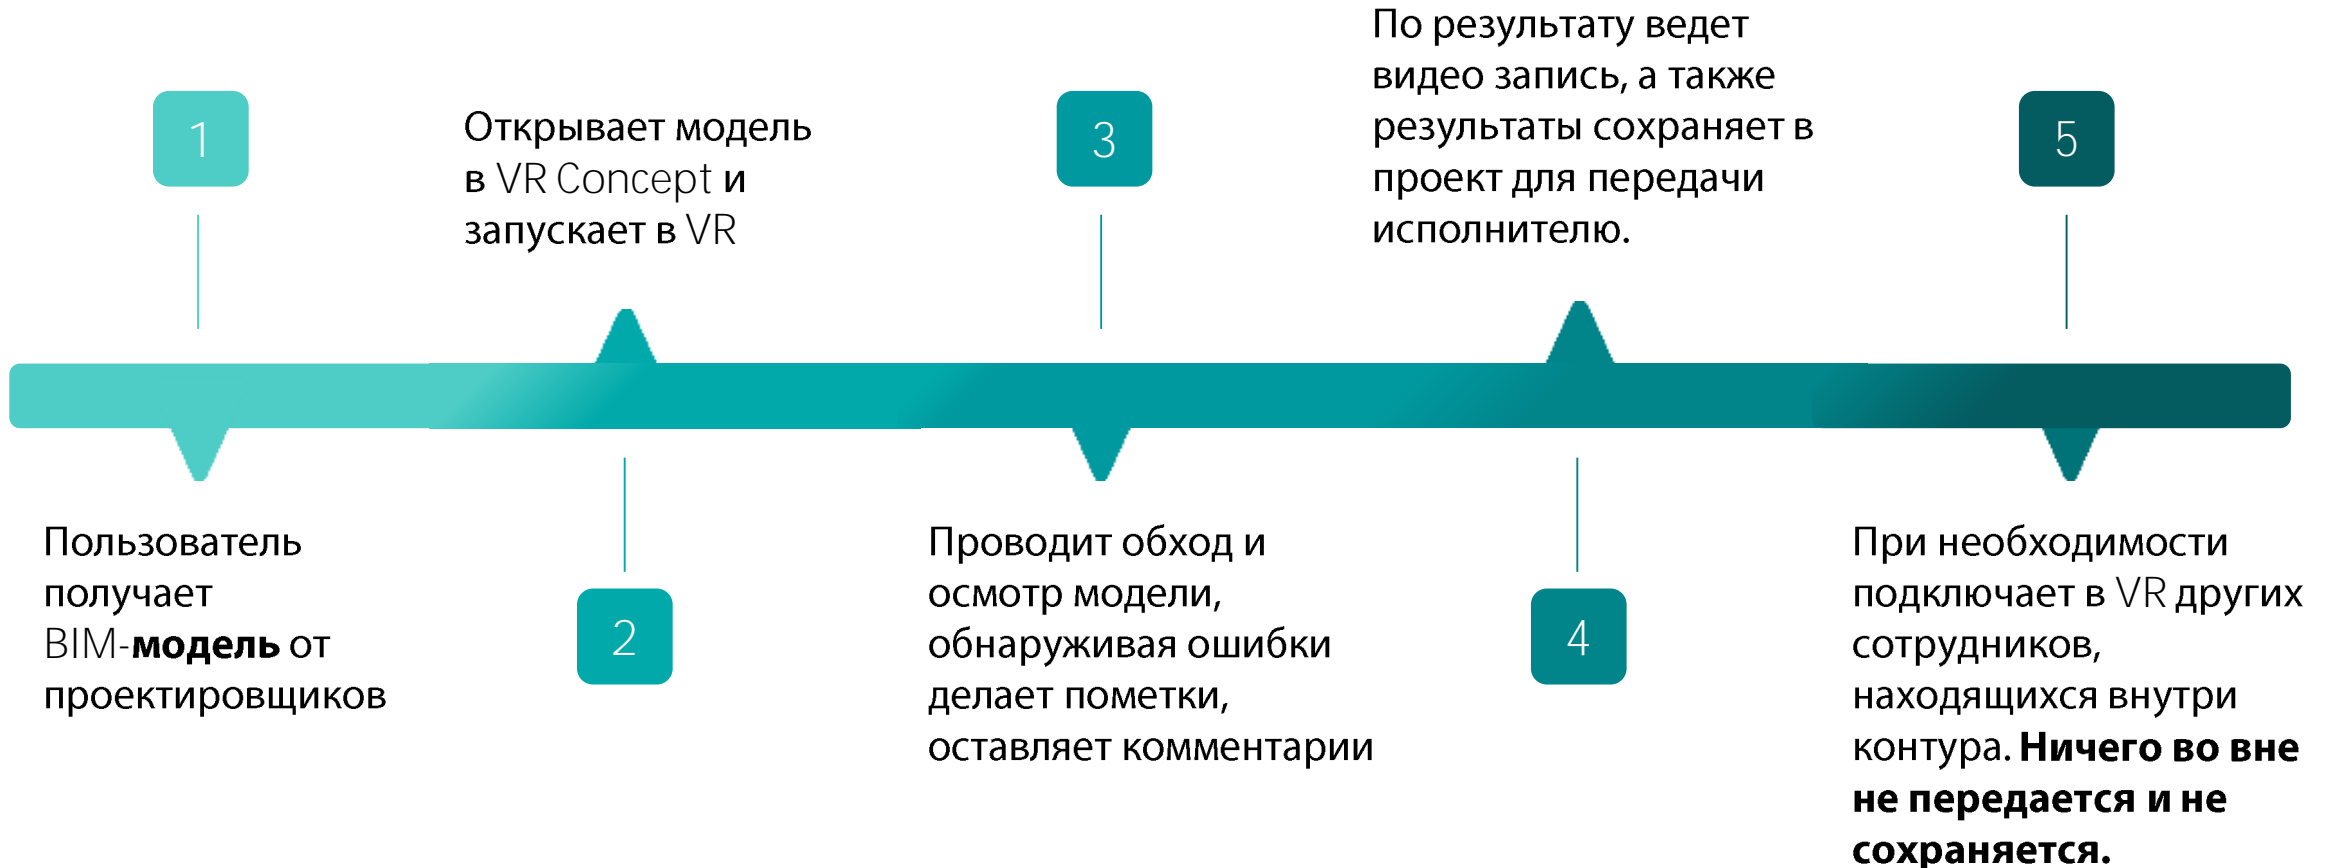 1
Пользователь
получает
BIM-модель от
проектировщиков
Открывает модель
в VR Concept и
запускает в VR
2
3
Проводит обход и
осмотр модели,
обнаруживая ошибки
делает пометки,
оставляет комментарии
По результату ведет
видео запись, а также
результаты сохраняет в
проект для передачи
исполнителю.
4
5
При необходимости
подключает в VR других
сотрудников,
находящихся внутри
контура. Ничего во вне
не передается и не
сохраняется.